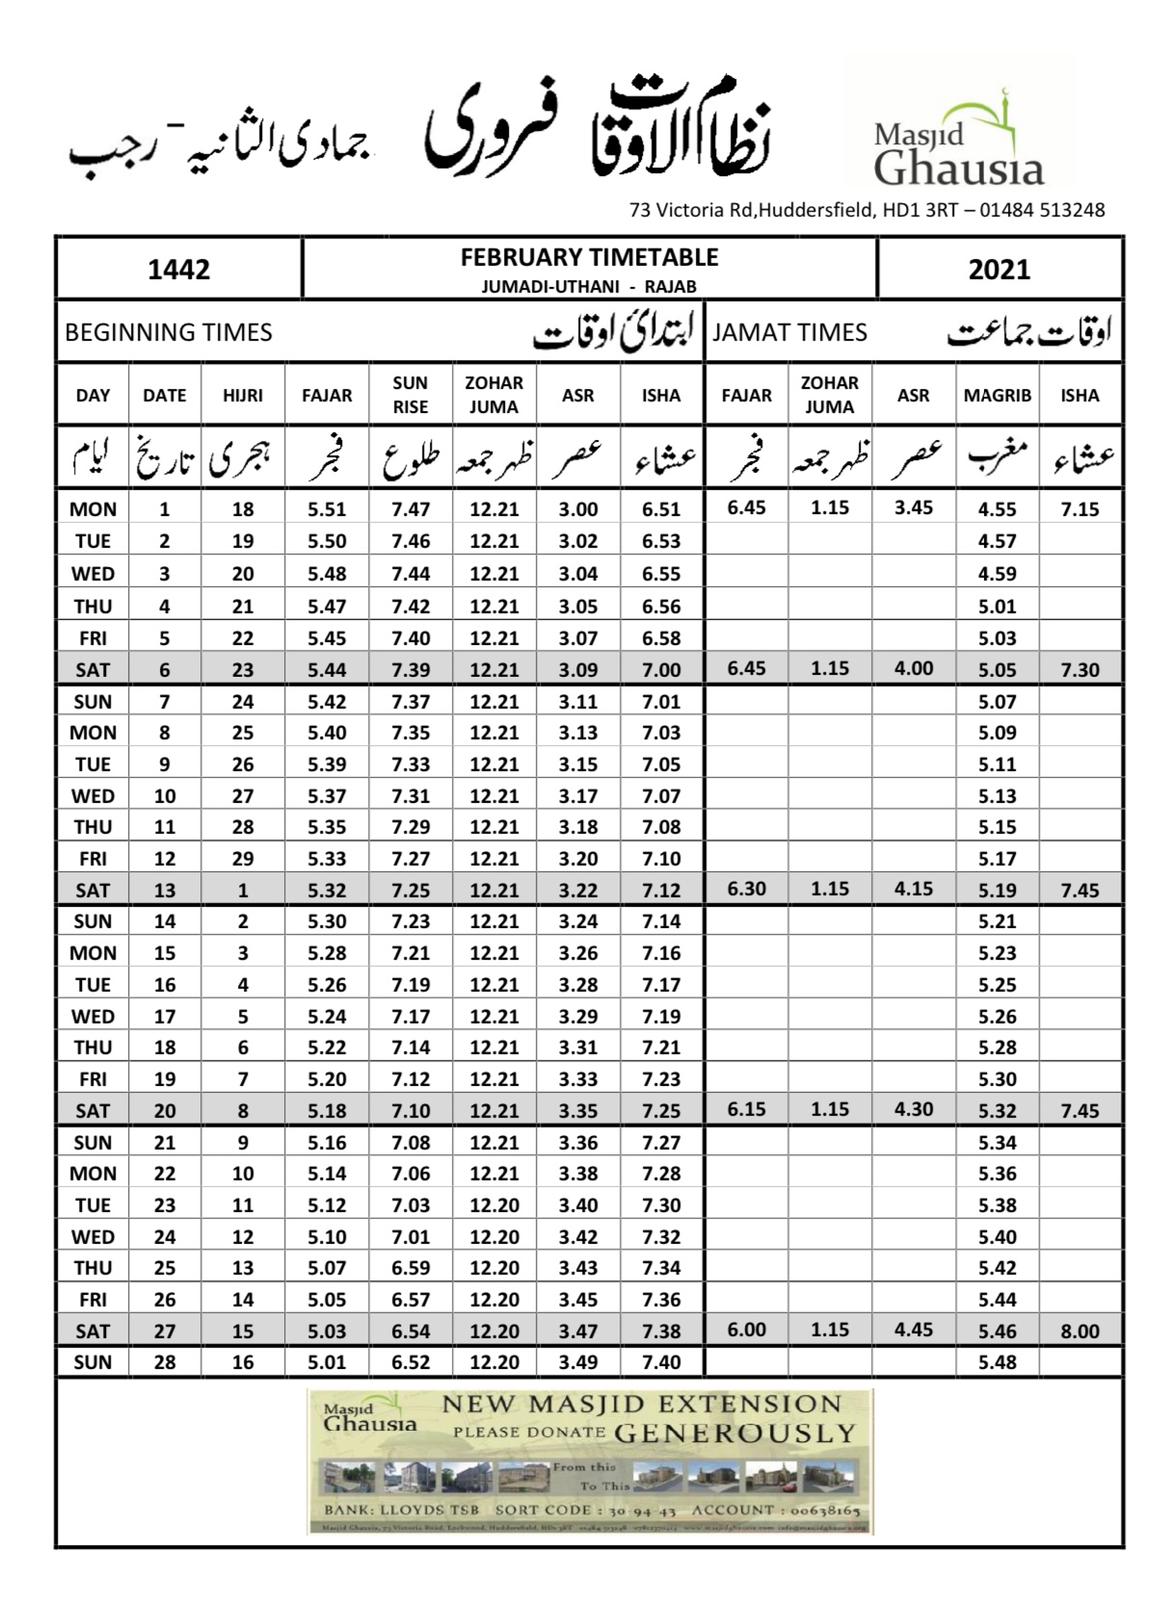 نظام الاوقات فروری جمادی الثانیہ - رجب
Masjid
Ghausia
73 Victoria Rd,Huddersfield, HD1 3RT – 01484 513248
1442 FEBRUARY TIMETABLE 2021
JUMADI-UTHANI - RAJAB
BEGINNING TIMES ابتدائ اوقات JAMAT TIMES اوقات جماعت
DAY DATE HIJRI FAJAR SUN RISE ZOHAR JUMA ASR ISHA FAJAR ZOHAR JUMA ASR MAGRIB ISHA
ایام تاریخ ہجری فجر طلوع ظہر جمعہ عصر عشاء فجر ظہر جمعہ عصر مغرب عشاء
MON 1 18 5.51 7.47 12.21 3.00 6.51 6.45 1.15 3.45 4.55 7.15
TUE 2 19 5.50 7.46 12.21 3.02 6.53 4.57
WED 3 20 5.48 7.44 12.21 3.04 6.55 4.59
THU 4 21 5.47 7.42 12.21 3.05 6.56 5.01
FRI 5 22 5.45 7.40 12.21 3.07 6.58 5.03
SAT 6 23 5.44 7.39 12.21 3.09 7.00 6.45 1.15 4.00 5.05 7.30
SUN 7 24 5.42 7.37 12.21 3.11 7.01 5.07
MON 8 25 5.40 7.35 12.21 3.13 7.03 5.09
TUE 9 26 5.39 7.33 12.21 3.15 7.05 5.11
WED 10 27 5.37 7.31 12.21 3.17 7.07 5.13
THU 11 28 5.35 7.29 12.21 3.18 7.08 5.15
FRI 12 29 5.33 7.27 12.21 3.20 7.10 5.17
SAT 13 1 5.32 7.25 12.21 3.22 7.12 6.30 1.15 4.15 5.19 7.45
SUN 14 2 5.30 7.23 12.21 3.24 7.14 5.21
MON 15 3 5.28 7.21 12.21 3.26 7.16 5.23
TUE 16 4 5.26 7.19 12.21 3.28 7.17 5.25
WED 17 5 5.24 7.17 12.21 3.29 7.19 5.26
THU 18 6 5.22 7.14 12.21 3.31 7.21 5.28
FRI 19 7 5.20 7.12 12.21 3.33 7.23 5.30
SAT 20 8 5.18 7.10 12.21 3.35 7.25 6.15 1.15 4.30 5.32 7.45
SUN 21 9 5.16 7.08 12.21 3.36 7.27 5.34
MON 22 10 5.14 7.06 12.21 3.38 7.28 5.36
TUE 23 11 5.12 7.03 12.20 3.40 7.30 5.38
WED 24 12 5.10 7.01 12.20 3.42 7.32 5.40
THU 25 13 5.07 6.59 12.20 3.43 7.34 5.42
FRI 26 14 5.05 6.57 12.20 3.45 7.36 5.44
SAT 27 15 5.03 6.54 12.20 3.47 7.38 6.00 1.15 4.45 5.46 8.00
SUN 28 16 5.01 6.52 12.20 3.49 7.40 5.48
Masjid
Ghausia
NEW MASJID EXTENSION
PLEASE DONATE GENEROUSLY
From this
To This
BANK: LLOYDS TSB SORT CODE : 30 94 43 ACCOUNT : 00638165
Masjid Ghausia, 73 Victoria Road, Lockwood, Huddersfield,